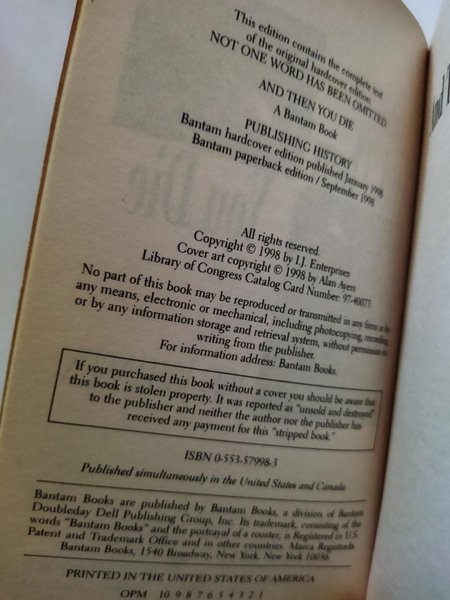 This edition contains the complete text
of the original hardcover edition
NOT ONE WORD HAS BEEN OMITTED
AND THEN YOU DIE
A Bantam Book
PUBLISHING HISTORY
Bantam hardcover edition published January 1998
Bantam paperback edition / September 1998
All rights reserved.
Copyright © 1998 by I.J. Enterprises
Cover art copyright © 1998 by Alan Ayers
Library of Congress Catalog Card Number: 97-40873
No part of this book may be reproduced or transmitted in any form or
any means, electronic or mechanical, including photocopying, recording,
or by any information storage and retrieval system, without permission
writing from the publisher.
For information address: Bantam Books.
If you purchased this book without a cover you should be aware that
this book is stolen property. It was reported as "unsold and destroyed"
to the publisher and neither the author nor the publisher has
received any payment for this "stripped book."
ISBN 0-553-57998-3
Published simultaneously in the United States and Canada
Bantam Books are published by Bantam Books, a division of Bantam
Doubleday Dell Publishing Group, Inc. Its trademark, consisting of the
words "Bantam Books" and the portrayal of a rooster, is Registered in U.S.
Patent and Trademark Office and in other countries. Marca Registrada.
Bantam Books, 1540 Broadway, New York, New York 10036.
PRINTED IN THE UNITED STATES OF AMERICA
OPM 10 9 8 7 6 5 4 3 2 1
And